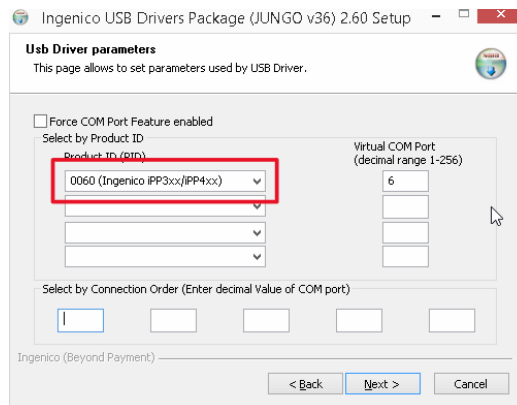 Ingenico USB Drivers Package (JUNGO v36) 2.60 Setup
Usb Driver parameters
This page allows to set parameters used by USB Driver.
Force COM Port Feature enabled
Select by Product ID
Product ID (PID)
Virtual COM Port
(decimal range 1-256)
0060 (Ingenico iPP3xx/iPP4xx)
6
Select by Connection Order (Enter decimal Value of COM port)
Ingenico (Beyond Payment)
< Back
Next >
Cancel